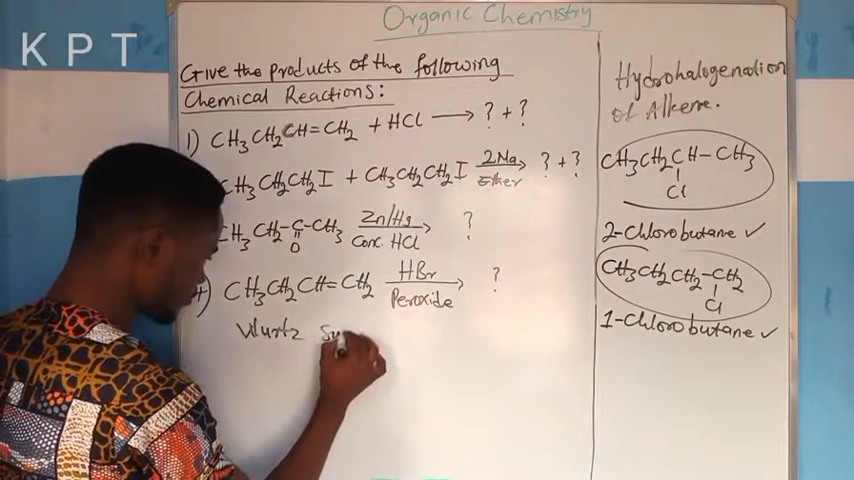 KPT
Organic Chemistry
Give the products of the following
Chemical Reactions:
1) CH3CH2CH=CH2 + HCl → ? + ?
CH3CH2CH2I + CH3CH2CH2I 2Na Ether → ? + ?
CH3CH2-C-CH3 Zn/Hg Conc. HCl → ?
O
4) CH3CH2CH=CH2 HBr Peroxide → ?
Wurtz
Hydrohalogenation
of Alkene.
CH3CH2CH-CH3
Cl
2-Chlorobutane ✓
CH3CH2CH2-CH2
Cl
1-Chlorobutane ✓